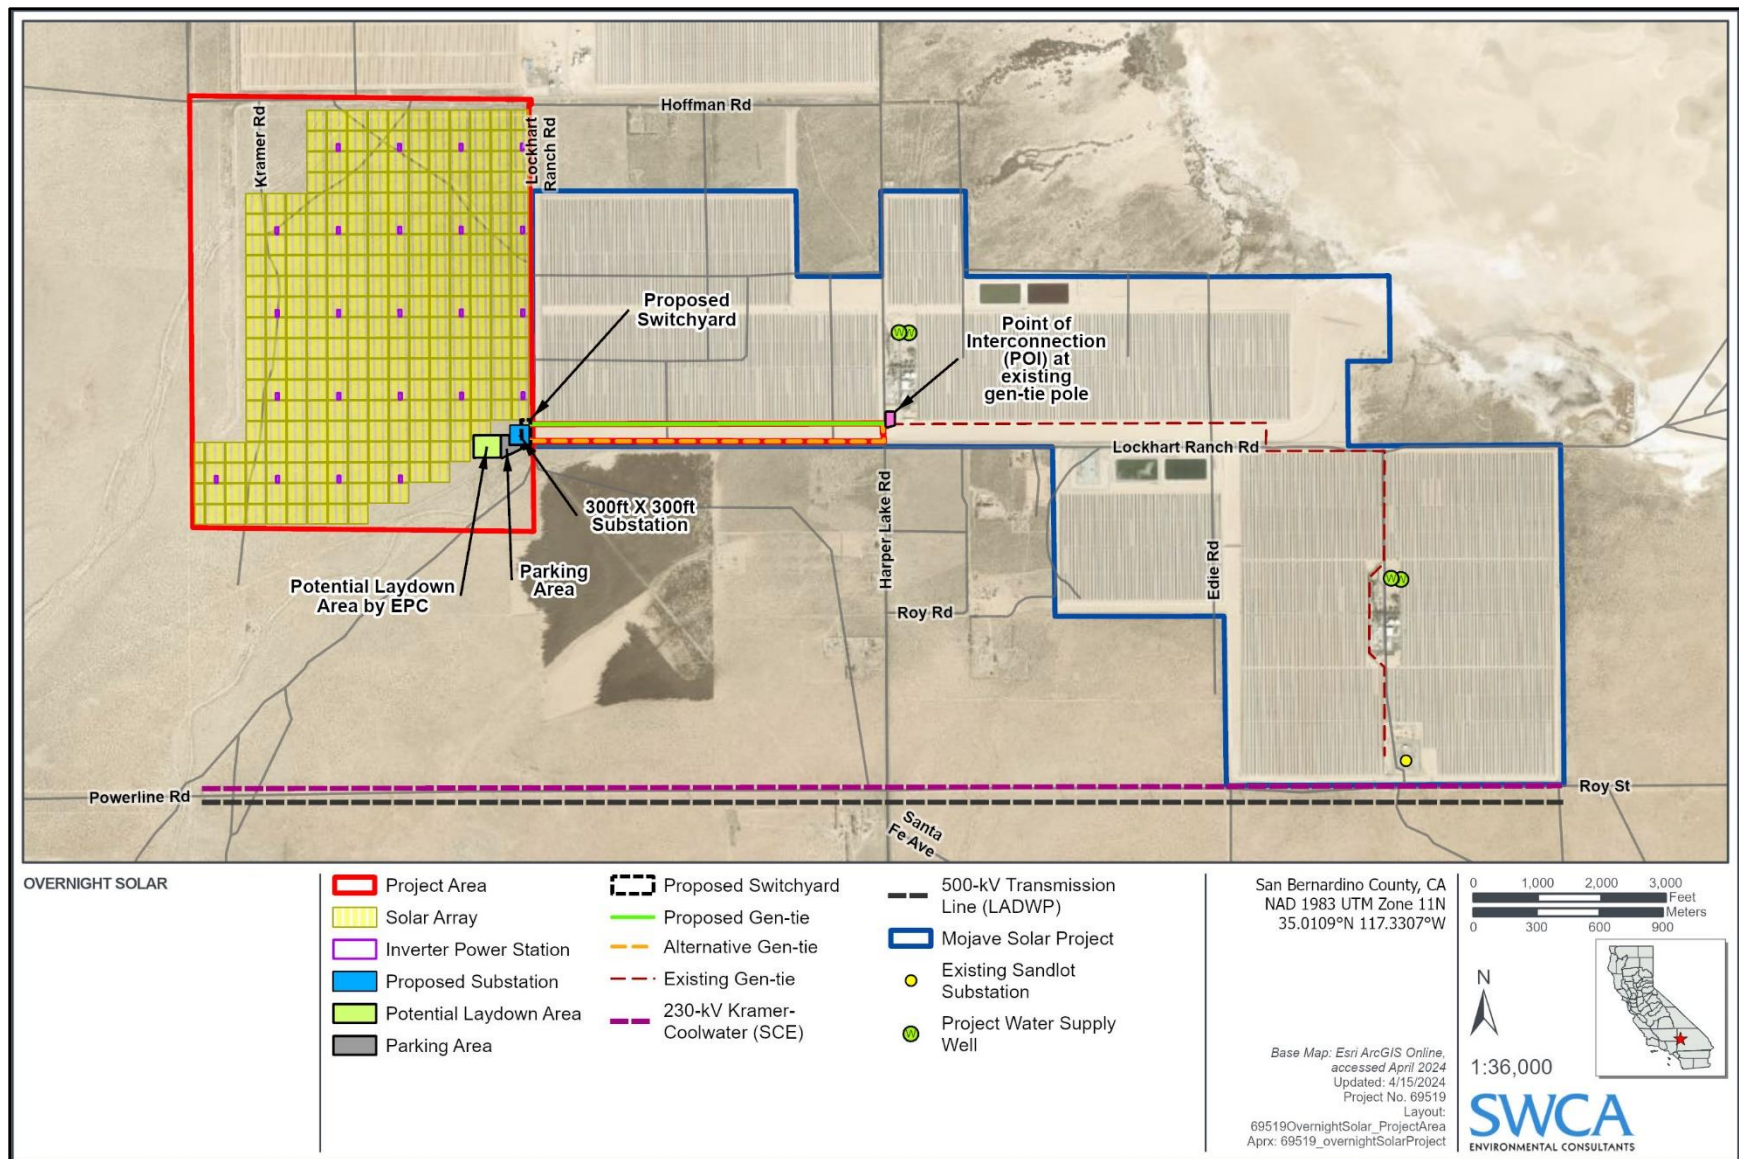 Hoffman Rd
Kramer Rd
Lockhart
Ranch Rd
Proposed
Switchyard
Point of
Interconnection
(POI) at
existing
gen-tie pole
W
W
Lockhart Ranch Rd
300ft X 300ft
Substation
Parking
Area
Potential Laydown
Area by EPC
Harper Lake Rd
Edie Rd
W
W
Roy Rd
Powerline Rd
Roy St
Santa
Fe Ave
OVERNIGHT SOLAR
Project Area
Solar Array
Inverter Power Station
Proposed Substation
Potential Laydown Area
Parking Area
Proposed Switchyard
Proposed Gen-tie
Alternative Gen-tie
Existing Gen-tie
230-kV Kramer-
Coolwater (SCE)
500-kV Transmission
Line (LADWP)
Mojave Solar Project
Existing Sandlot
Substation
W
Project Water Supply
Well
San Bernardino County, CA
NAD 1983 UTM Zone 11N
35.0109°N 117.3307°W
Base Map: Esri ArcGIS Online,
accessed April 2024
Updated: 4/15/2024
Project No. 69519
Layout:
69519OvernightSolar_ProjectArea
Aprx: 69519_overnightSolarProject
0 1,000 2,000 3,000
Feet
Meters
0 300 600 900
N
1:36,000
SWCA
ENVIRONMENTAL CONSULTANTS